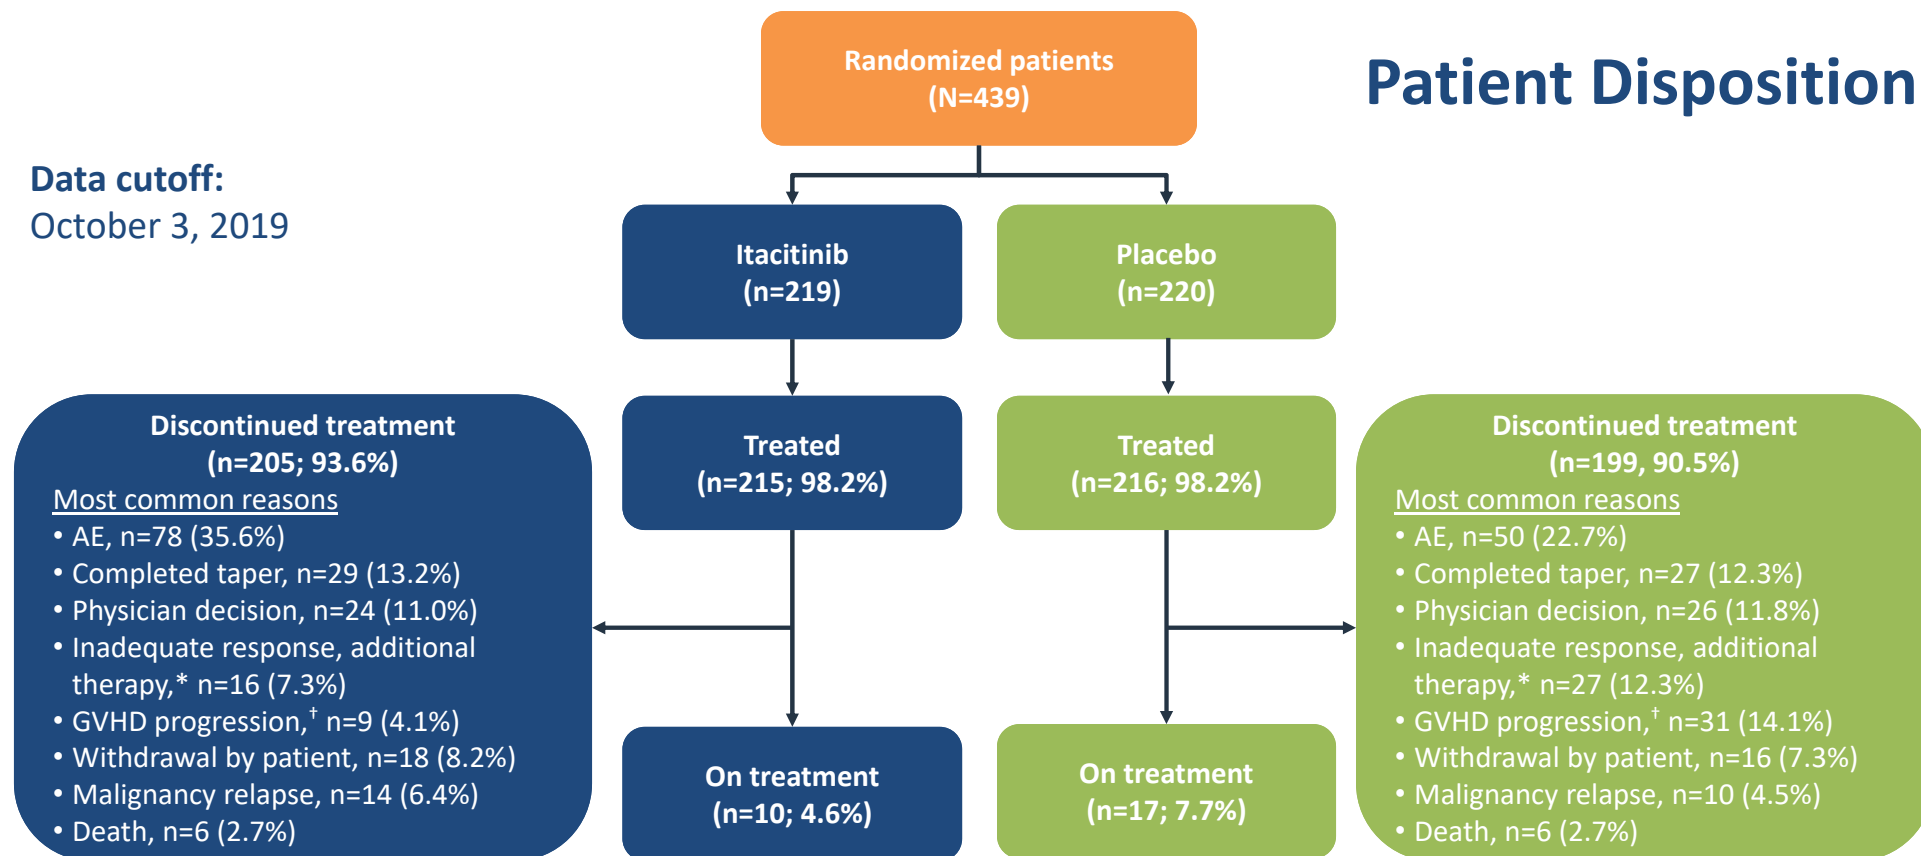 Randomized patients
(N=439)
Patient Disposition
Data cutoff:
October 3, 2019
Itacitinib
(n=219)
Placebo
(n=220)
Discontinued treatment
(n=205; 93.6%)
Most common reasons
• AE, n=78 (35.6%)
• Completed taper, n=29 (13.2%)
• Physician decision, n=24 (11.0%)
• Inadequate response, additional
therapy,* n=16 (7.3%)
• GVHD progression,† n=9 (4.1%)
• Withdrawal by patient, n=18 (8.2%)
• Malignancy relapse, n=14 (6.4%)
• Death, n=6 (2.7%)
Treated
(n=215; 98.2%)
Treated
(n=216; 98.2%)
Discontinued treatment
(n=199, 90.5%)
Most common reasons
• AE, n=50 (22.7%)
• Completed taper, n=27 (12.3%)
• Physician decision, n=26 (11.8%)
• Inadequate response, additional
therapy,* n=27 (12.3%)
• GVHD progression,† n=31 (14.1%)
• Withdrawal by patient, n=16 (7.3%)
• Malignancy relapse, n=10 (4.5%)
• Death, n=6 (2.7%)
On treatment
(n=10; 4.6%)
On treatment
(n=17; 7.7%)